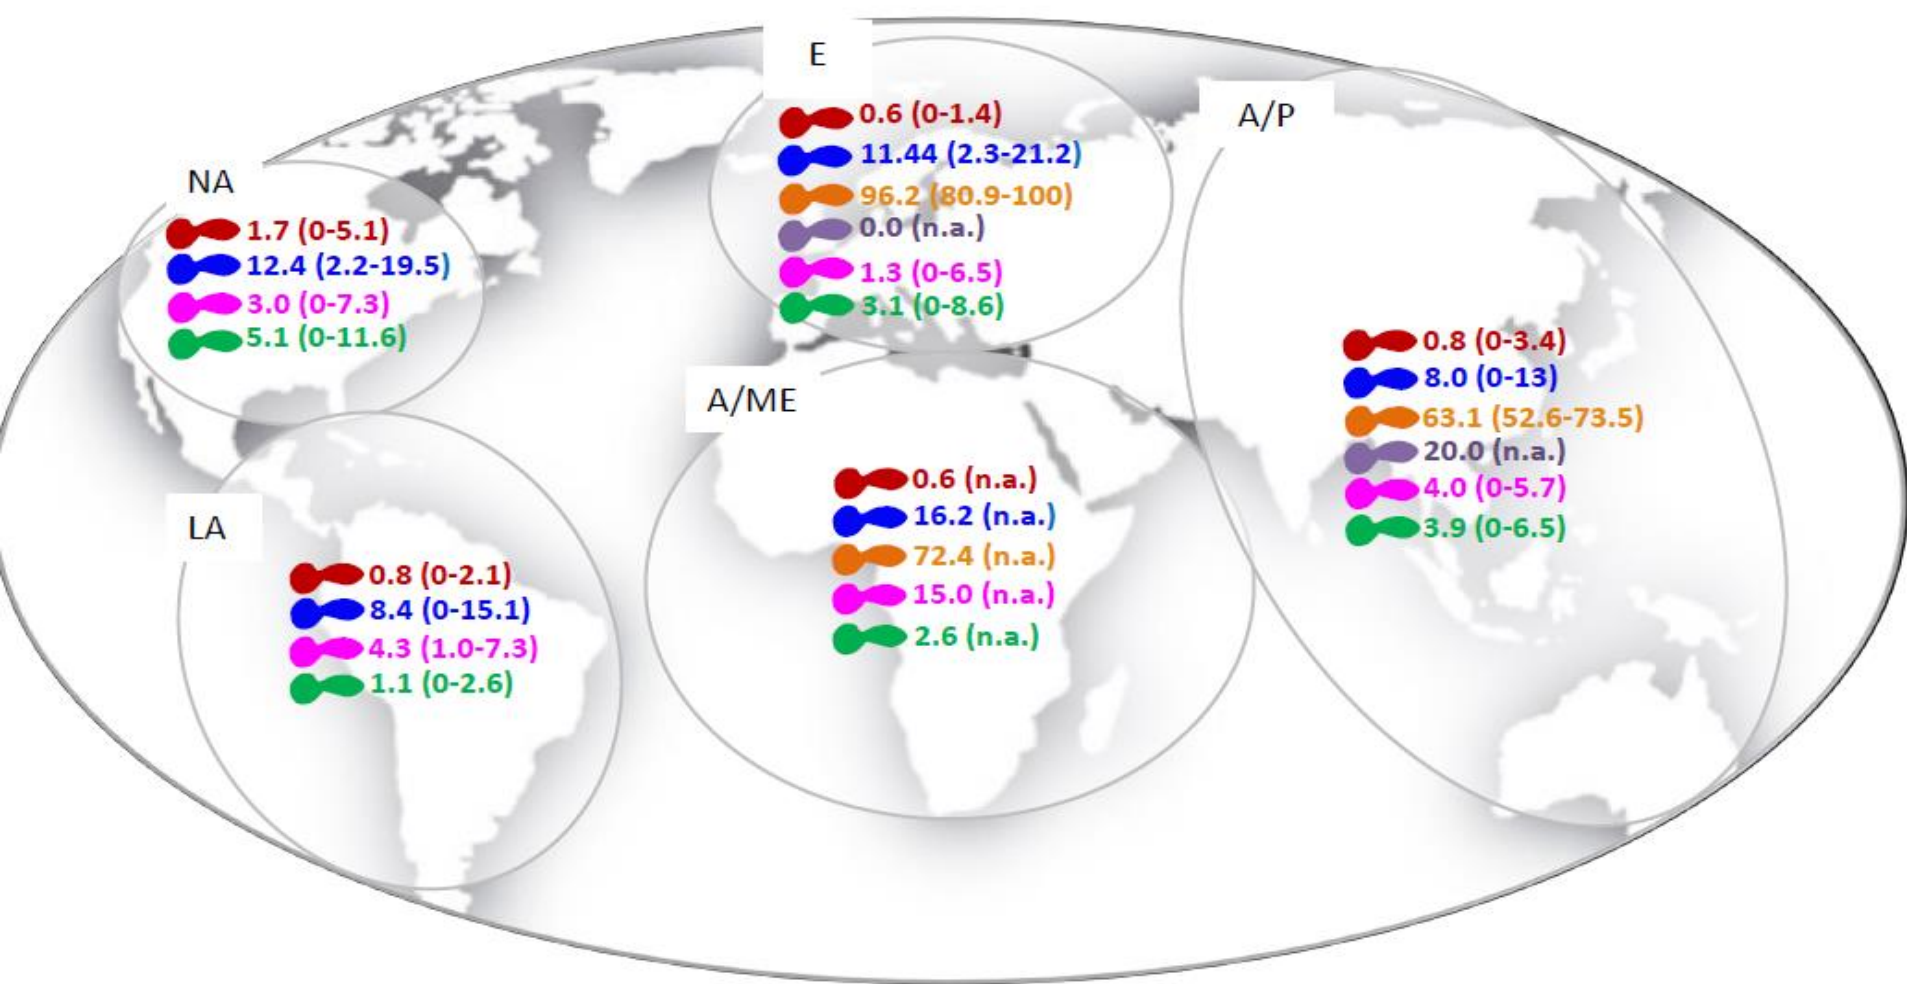 E
0.6 (0-1.4)
11.44 (2.3-21.2)
96.2 (80.9-100)
0.0 (n.a.)
1.3 (0-6.5)
3.1 (0-8.6)
A/P
0.8 (0-3.4)
8.0 (0-13)
63.1 (52.6-73.5)
20.0 (n.a.)
4.0 (0-5.7)
3.9 (0-6.5)
NA
1.7 (0-5.1)
12.4 (2.2-19.5)
3.0 (0-7.3)
5.1 (0-11.6)
A/ME
0.6 (n.a.)
16.2 (n.a.)
72.4 (n.a.)
15.0 (n.a.)
2.6 (n.a.)
LA
0.8 (0-2.1)
8.4 (0-15.1)
4.3 (1.0-7.3)
1.1 (0-2.6)